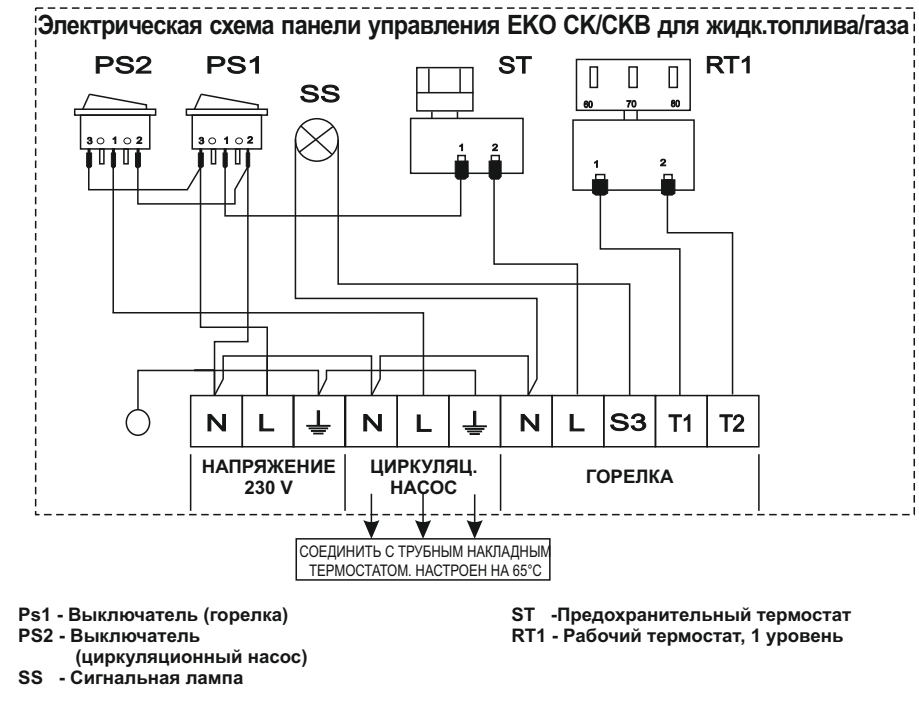 Электрическая схема панели управления EKO CK/CKB для жидк.топлива/газа
PS2 PS1 SS ST RT1
60 70 80
3 1 2 3 1 2 1 2 1 2
N L N L N L S3 T1 T2
НАПРЯЖЕНИЕ
230 V
ЦИРКУЛЯЦ.
НАСОС
ГОРЕЛКА
СОЕДИНИТЬ С ТРУБНЫМ НАКЛАДНЫМ
ТЕРМОСТАТОМ. НАСТРОЕН НА 65°C
Ps1 - Выключатель (горелка)
PS2 - Выключатель
(циркуляционный насос)
SS - Сигнальная лампа
ST -Предохранительный термостат
RT1 - Рабочий термостат, 1 уровень